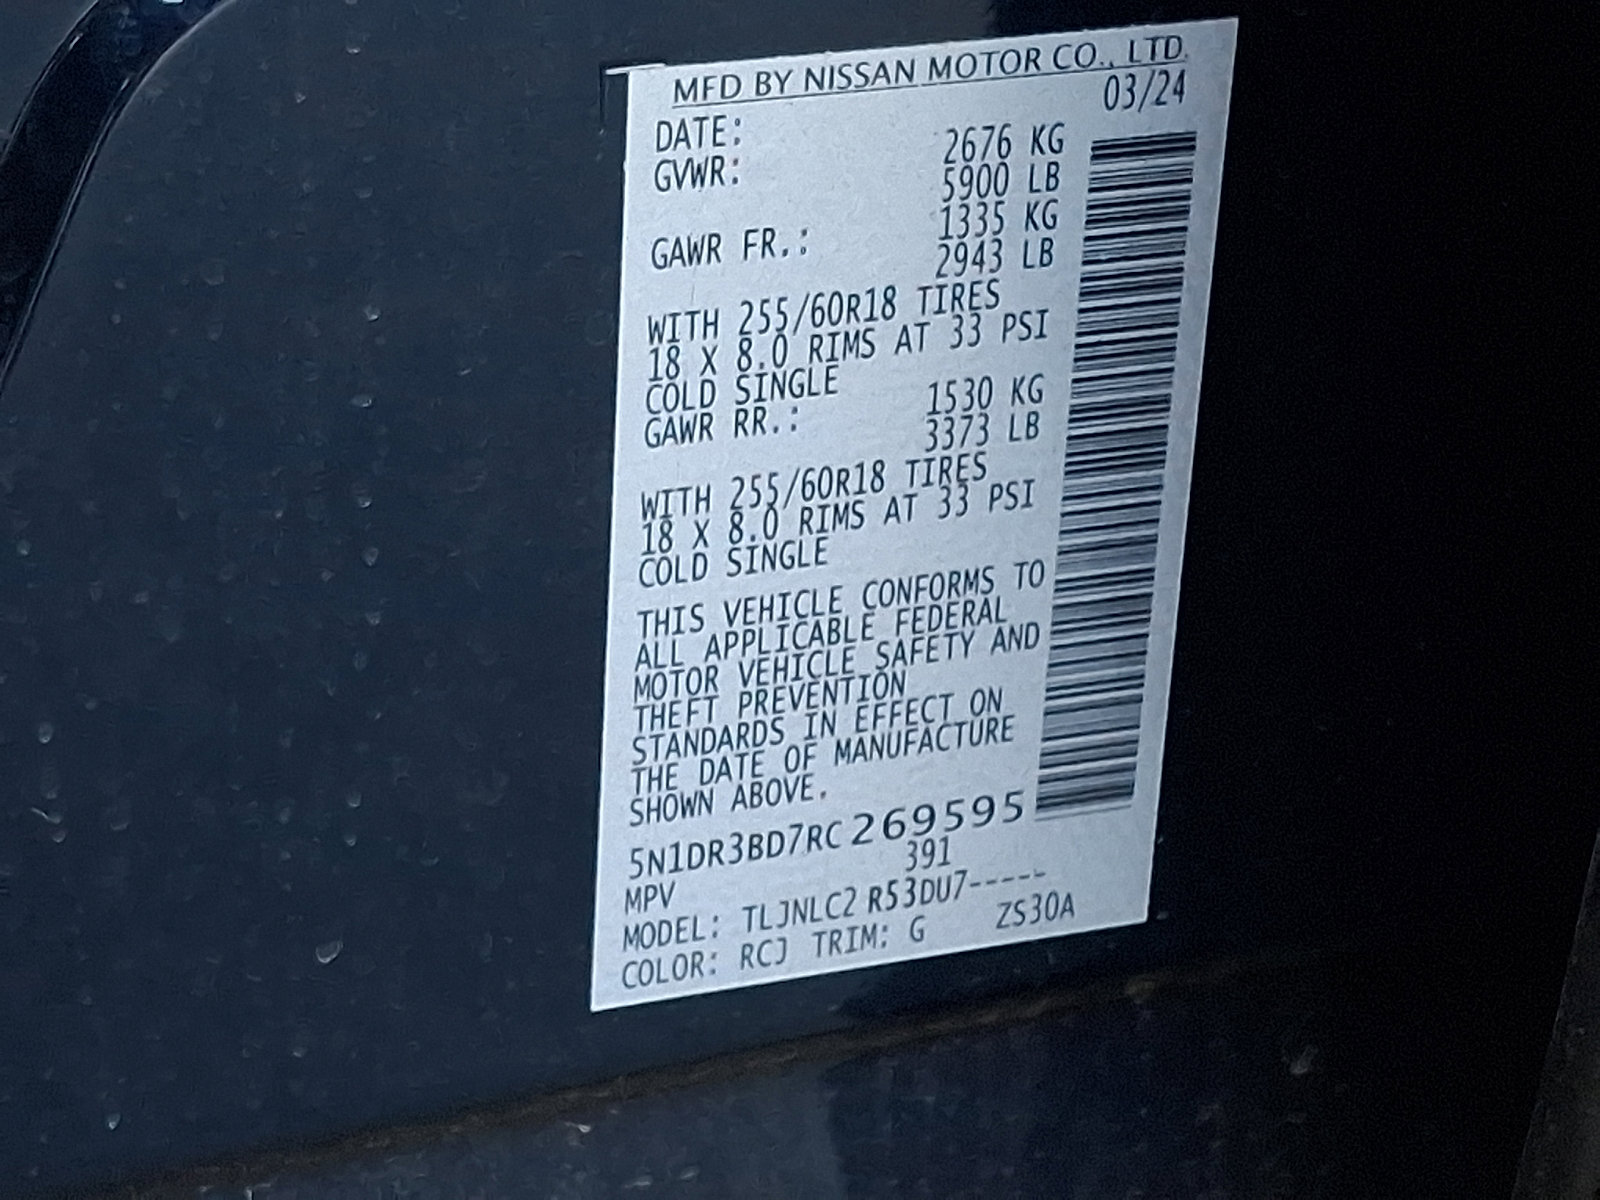 MFD BY NISSAN MOTOR CO., LTD.
DATE: 03/24
GVWR: 2676 KG
5900 LB
GAWR FR.: 1335 KG
2943 LB
WITH 255/60R18 TIRES
18 X 8.0 RIMS AT 33 PSI
COLD SINGLE
GAWR RR.: 1530 KG
3373 LB
WITH 255/60R18 TIRES
18 X 8.0 RIMS AT 33 PSI
COLD SINGLE
THIS VEHICLE CONFORMS TO
ALL APPLICABLE FEDERAL
MOTOR VEHICLE SAFETY AND
THEFT PREVENTION
STANDARDS IN EFFECT ON
THE DATE OF MANUFACTURE
SHOWN ABOVE.
5N1DR3BD7RC269595
MPV 391
MODEL: TLJNLC2 R53DU7-----
COLOR: RCJ TRIM: G ZS30A